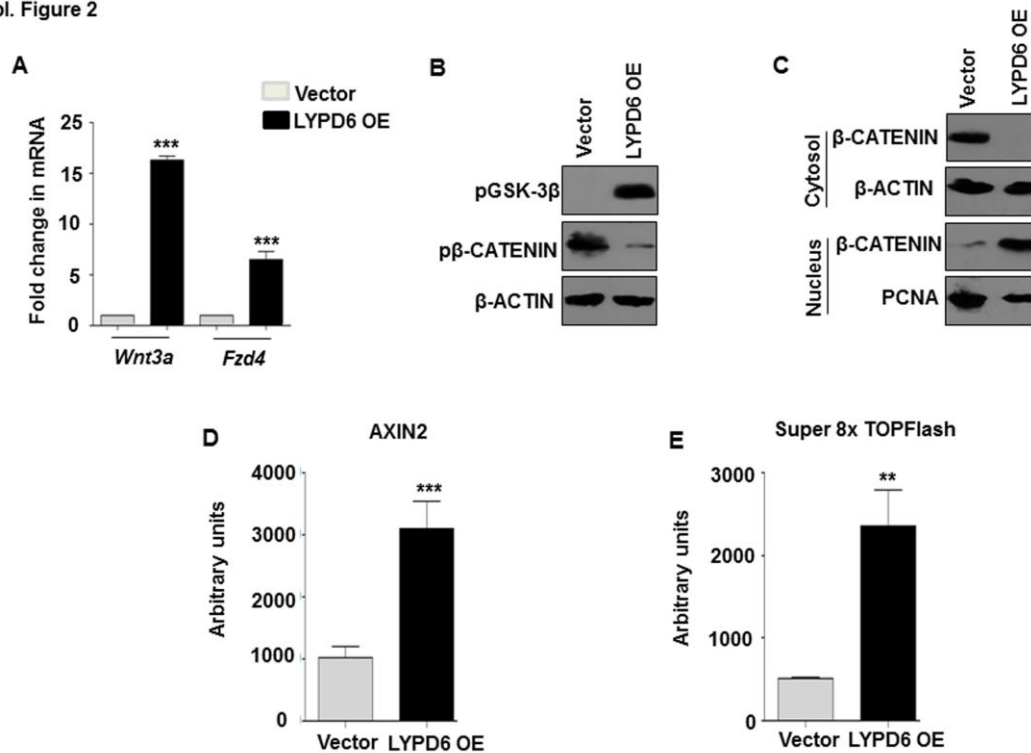 pl. Figure 2
A
Vector
LYPD6 OE
Fold change in mRNA
25
15
10
5
0
***
***
Wnt3a
Fzd4
B
Vector
LYPD6 OE
pGSK-3β
pβ-CATENIN
β-ACTIN
C
Vector
LYPD6 OE
Cytosol
β-CATENIN
β-ACTIN
Nucleus
β-CATENIN
PCNA
D
AXIN2
Arbitrary units
4000
3000
2000
1000
0
***
Vector LYPD6 OE
E
Super 8x TOPFlash
Arbitrary units
3000
2000
1000
0
**
Vector LYPD6 OE